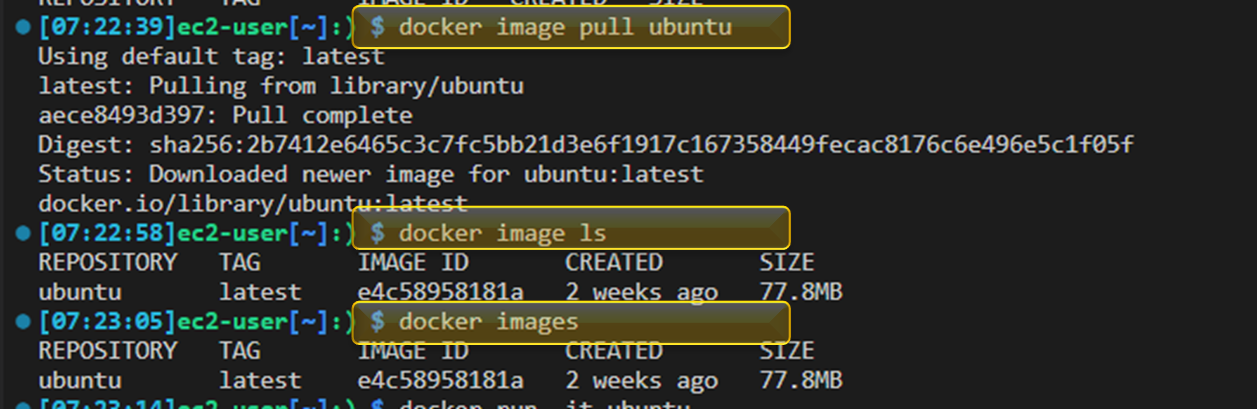 REPOSITORY   TAG       IMAGE ID   CREATED   SIZE
[07:22:39]ec2-user[~]:) $ docker image pull ubuntu
Using default tag: latest
latest: Pulling from library/ubuntu
aece8493d397: Pull complete
Digest: sha256:2b7412e6465c3c7fc5bb21d3e6f1917c167358449fecac8176c6e496e5c1f05f
Status: Downloaded newer image for ubuntu:latest
docker.io/library/ubuntu:latest
[07:22:58]ec2-user[~]:) $ docker image ls
REPOSITORY   TAG       IMAGE ID       CREATED       SIZE
ubuntu       latest    e4c58958181a   2 weeks ago   77.8MB
[07:23:05]ec2-user[~]:) $ docker images
REPOSITORY   TAG       IMAGE ID       CREATED       SIZE
ubuntu       latest    e4c58958181a   2 weeks ago   77.8MB
[07:23:14]ec2-user[~]:) $ docker run -it ubuntu